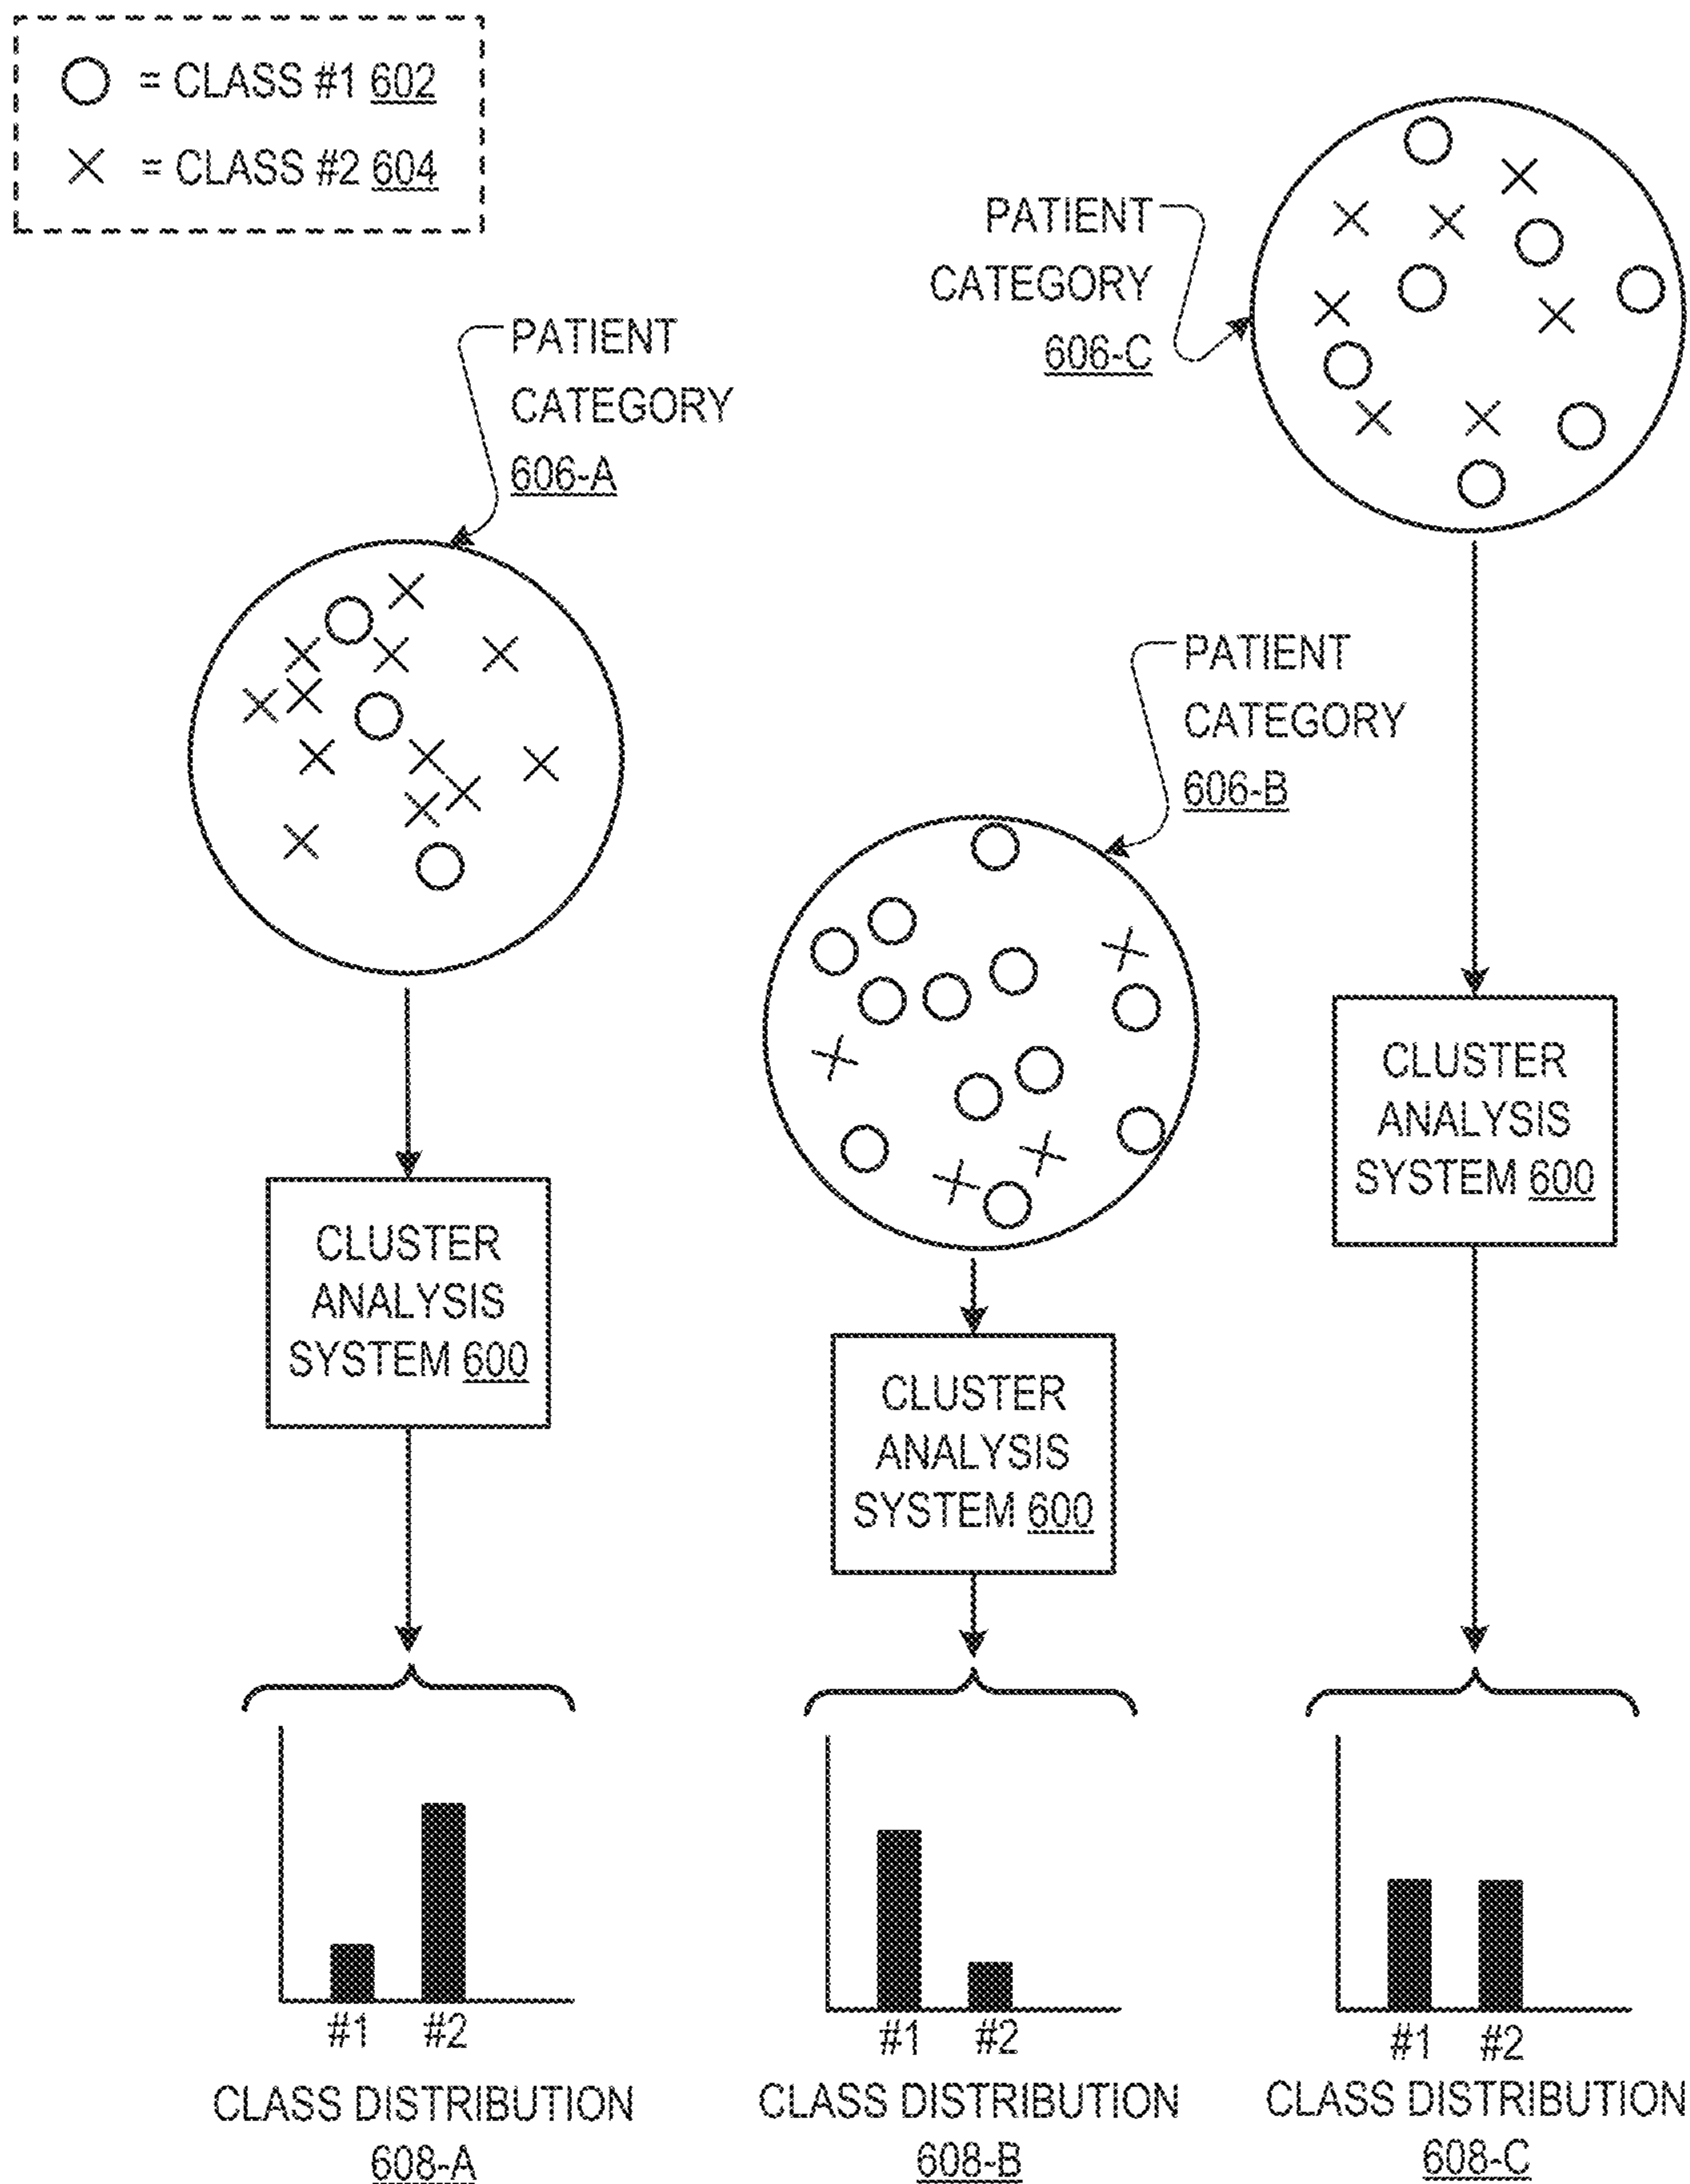 = CLASS #1 602
= CLASS #2 604
PATIENT
CATEGORY
606-C
PATIENT
CATEGORY
606-A
PATIENT
CATEGORY
606-B
CLUSTER
ANALYSIS
SYSTEM 600
CLUSTER
ANALYSIS
SYSTEM 600
CLUSTER
ANALYSIS
SYSTEM 600
#1 #2
CLASS DISTRIBUTION
608-A
#1 #2
CLASS DISTRIBUTION
608-B
#1 #2
CLASS DISTRIBUTION
608-C